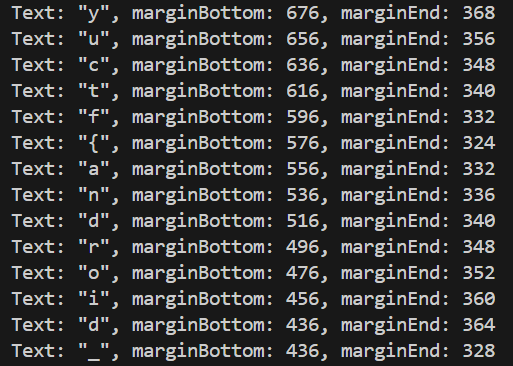 Text: "y", marginBottom: 676, marginEnd: 368
Text: "u", marginBottom: 656, marginEnd: 356
Text: "c", marginBottom: 636, marginEnd: 348
Text: "t", marginBottom: 616, marginEnd: 340
Text: "f", marginBottom: 596, marginEnd: 332
Text: "{", marginBottom: 576, marginEnd: 324
Text: "a", marginBottom: 556, marginEnd: 332
Text: "n", marginBottom: 536, marginEnd: 336
Text: "d", marginBottom: 516, marginEnd: 340
Text: "r", marginBottom: 496, marginEnd: 348
Text: "o", marginBottom: 476, marginEnd: 352
Text: "i", marginBottom: 456, marginEnd: 360
Text: "d", marginBottom: 436, marginEnd: 364
Text: "_", marginBottom: 436, marginEnd: 328